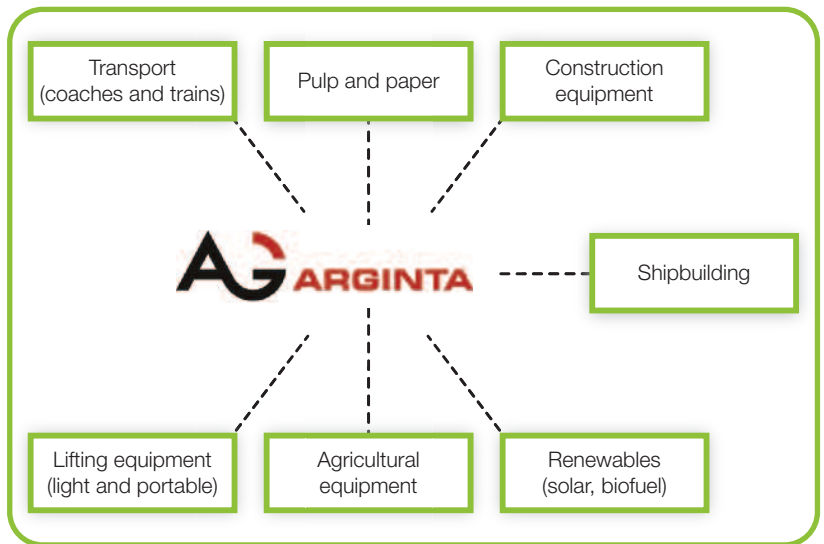 Transport
(coaches and trains)
Pulp and paper
Construction
equipment
AG ARGINTA
Shipbuilding
Lifting equipment
(light and portable)
Agricultural
equipment
Renewables
(solar, biofuel)